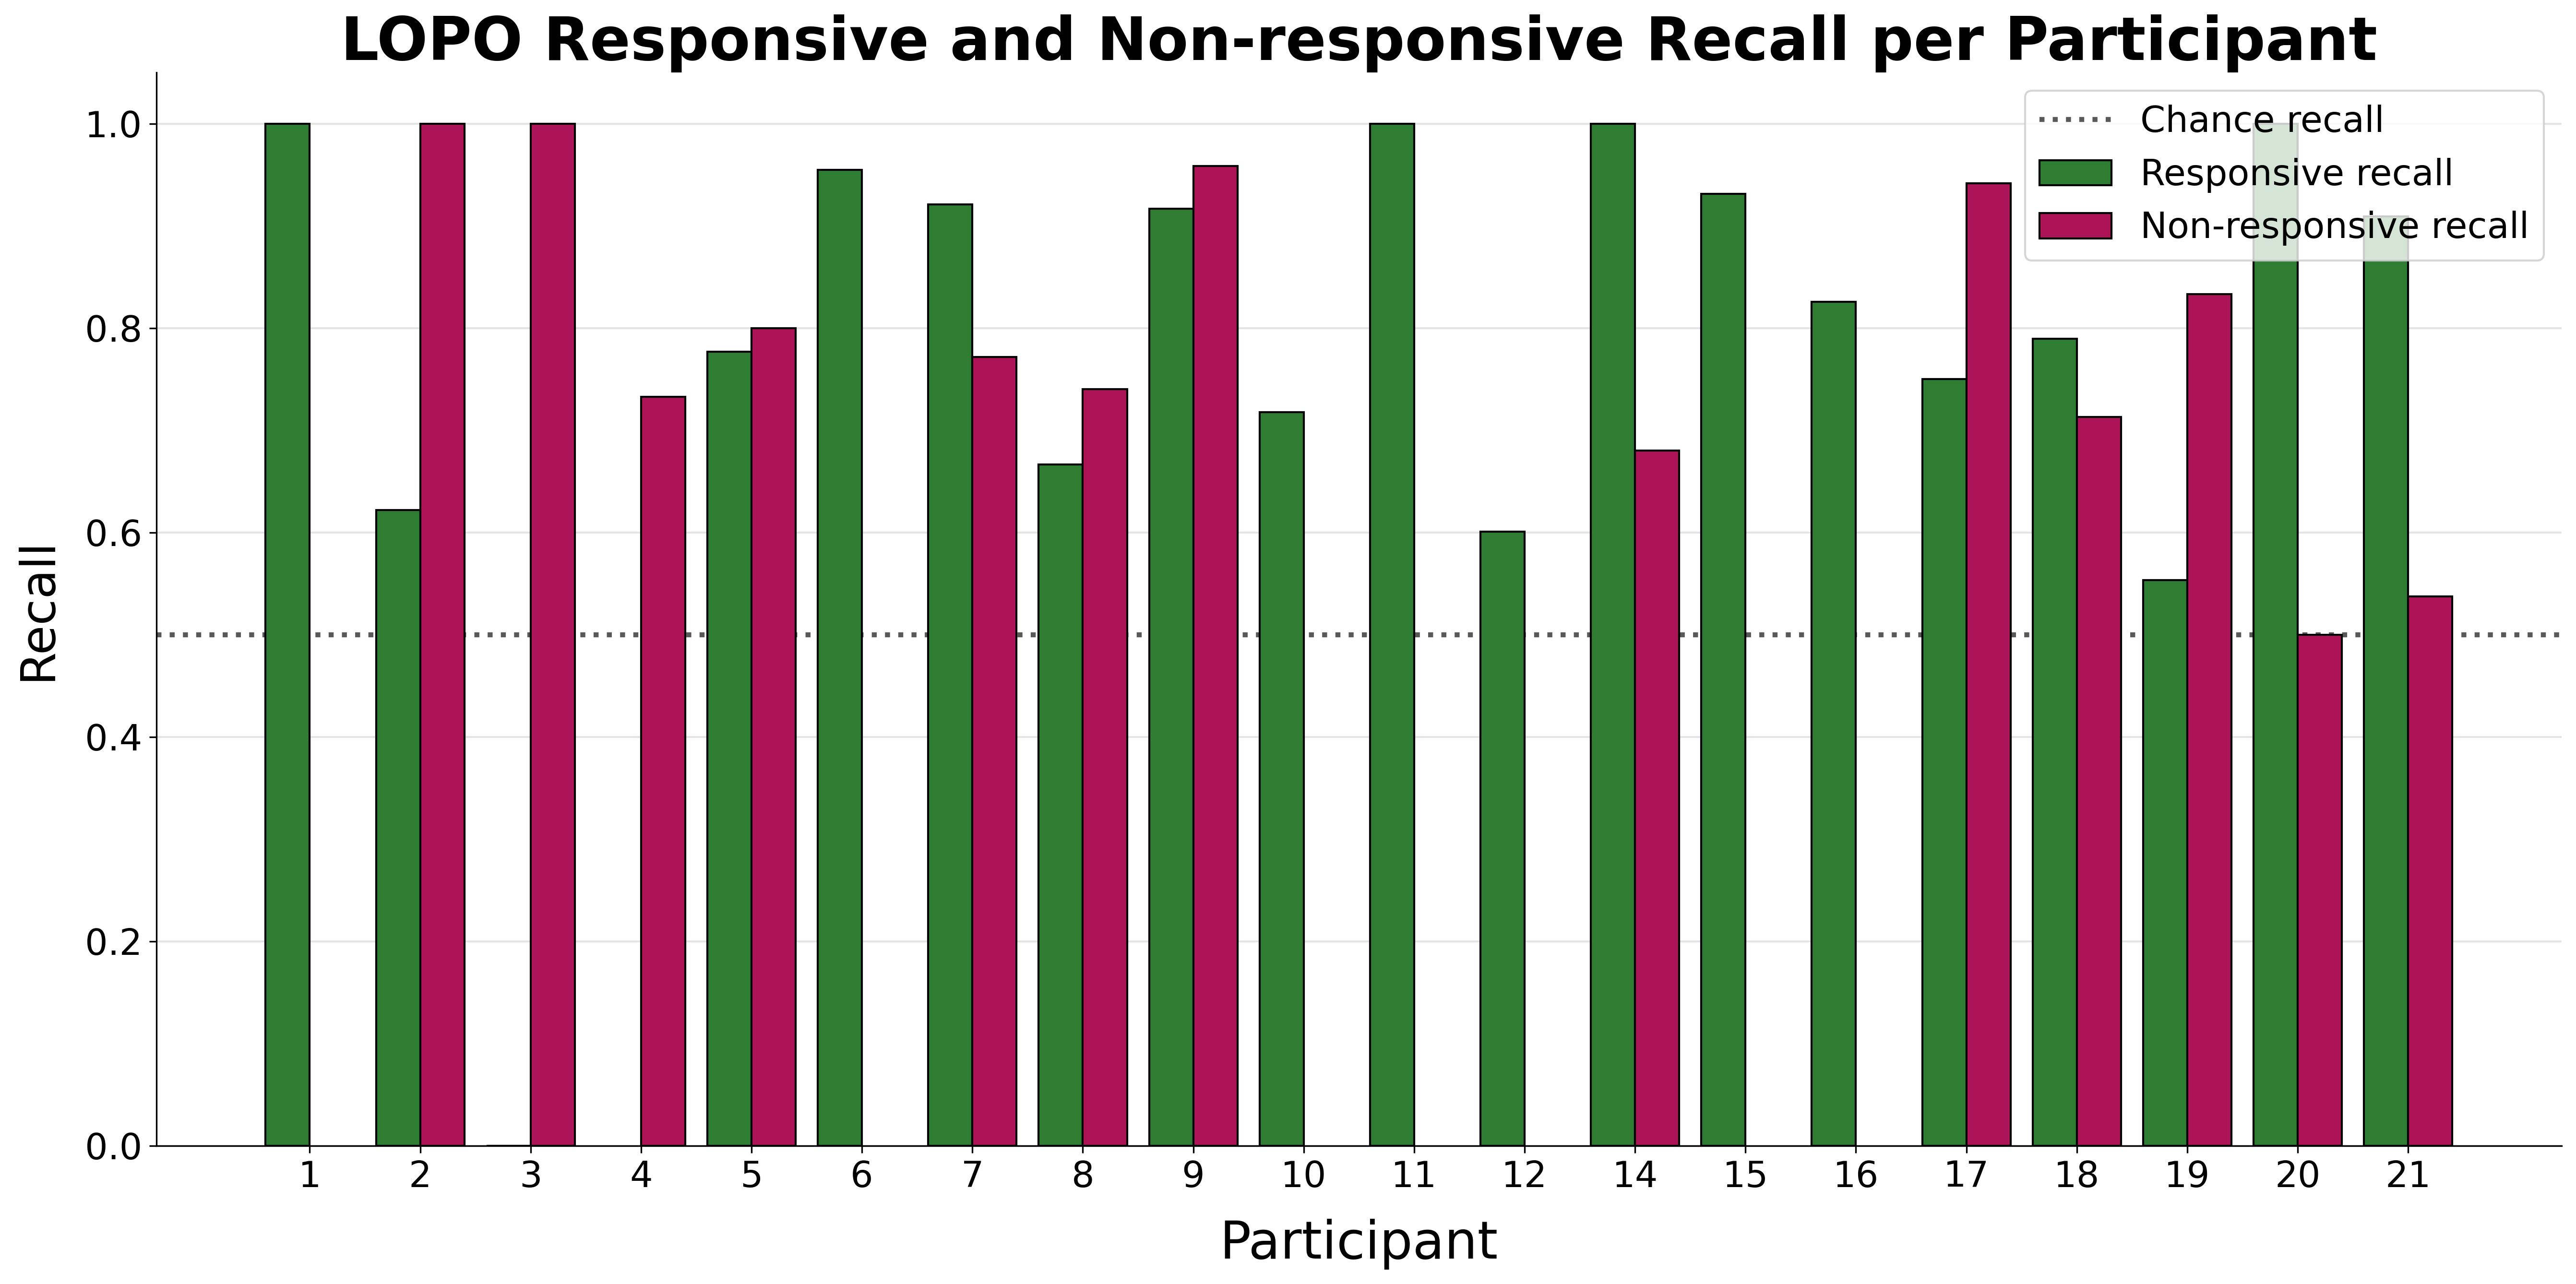 LOPO Responsive and Non-responsive Recall per Participant
Chance recall
Responsive recall
Non-responsive recall
1.0
0.8
0.6
0.4
0.2
0.0
Recall
1 2 3 4 5 6 7 8 9 10 11 12 14 15 16 17 18 19 20 21
Participant